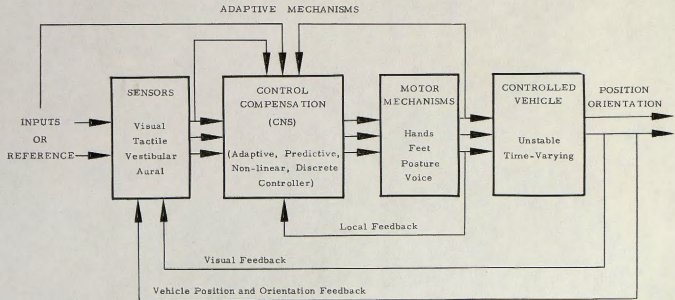 ADAPTIVE MECHANISMS
INPUTS
OR
REFERENCE
SENSORS
Visual
Tactile
Vestibular
Aural
CONTROL
COMPENSATION
(CNS)
(Adaptive, Predictive,
Non-linear, Discrete
Controller)
MOTOR
MECHANISMS
Hands
Feet
Posture
Voice
CONTROLLED
VEHICLE
Unstable
Time-Varying
POSITION
ORIENTATION
Local Feedback
Visual Feedback
Vehicle Position and Orientation Feedback